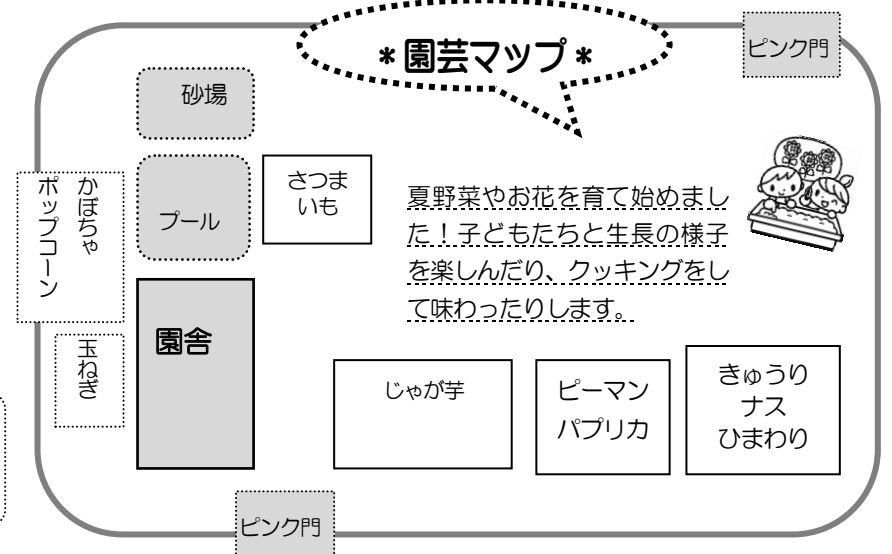 ＊園芸マップ＊
ピンク門
砂場
プール
さつま
いも
夏野菜やお花を育て始めまし
た！子どもたちと生長の様子
を楽しんだり、クッキングをし
て味わったりします。
かぼちゃ
ポップコーン
玉ねぎ
園舎
じゃが芋
ピーマン
パプリカ
きゅうり
ナス
ひまわり
ピンク門